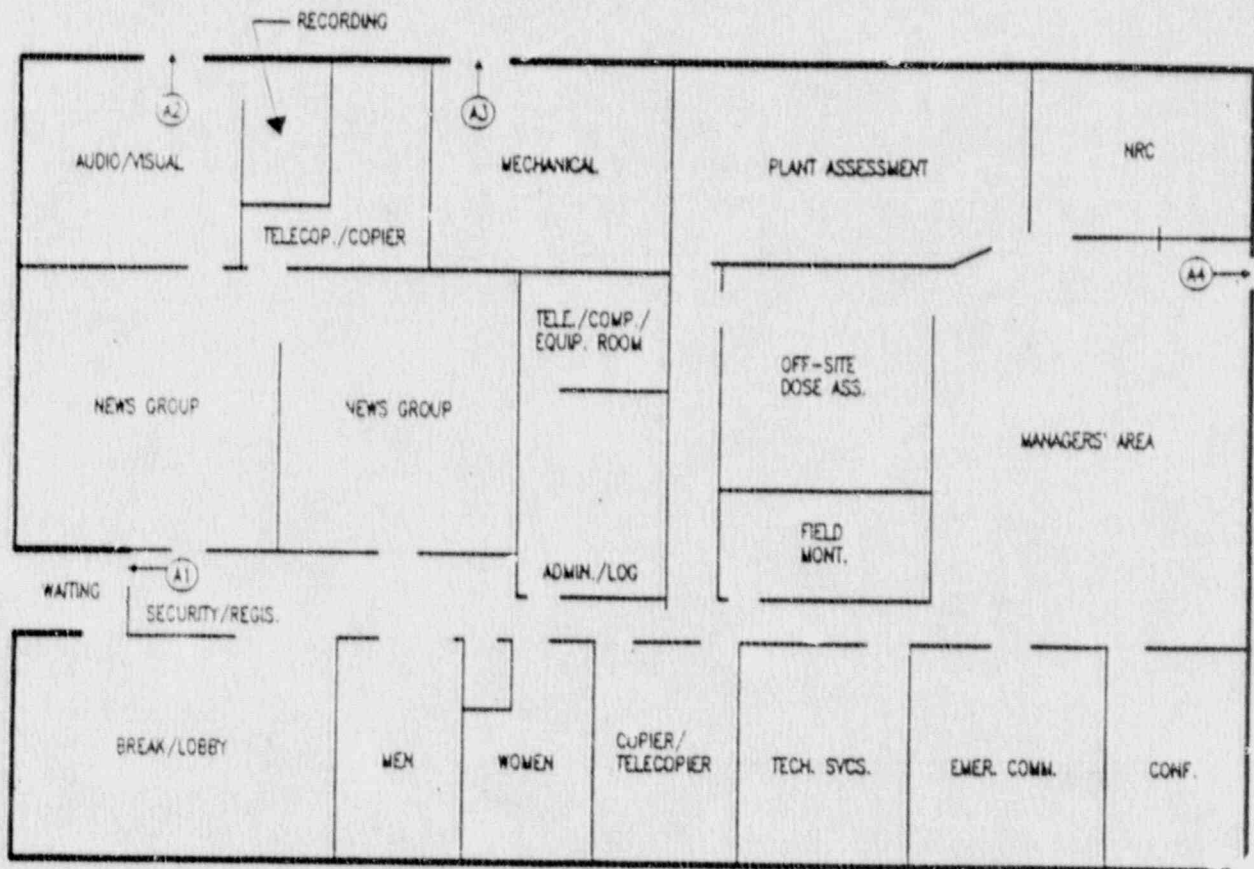 RECORDING
A2
A3
AUDIO/VISUAL
MECHANICAL
PLANT ASSESSMENT
NRC
TELECOP./COPIER
A4
TELE./COMP./
EQUIP. ROOM
OFF-SITE
DOSE ASS.
NEWS GROUP
NEWS GROUP
MANAGERS' AREA
FIELD
MONT.
A1
WAITING
ADMIN./LOG
SECURITY/REGIS.
BREAK/LOBBY
MEN
WOMEN
COPIER/
TELECOPIER
TECH. SVCS.
EMER. COMM.
CONF.